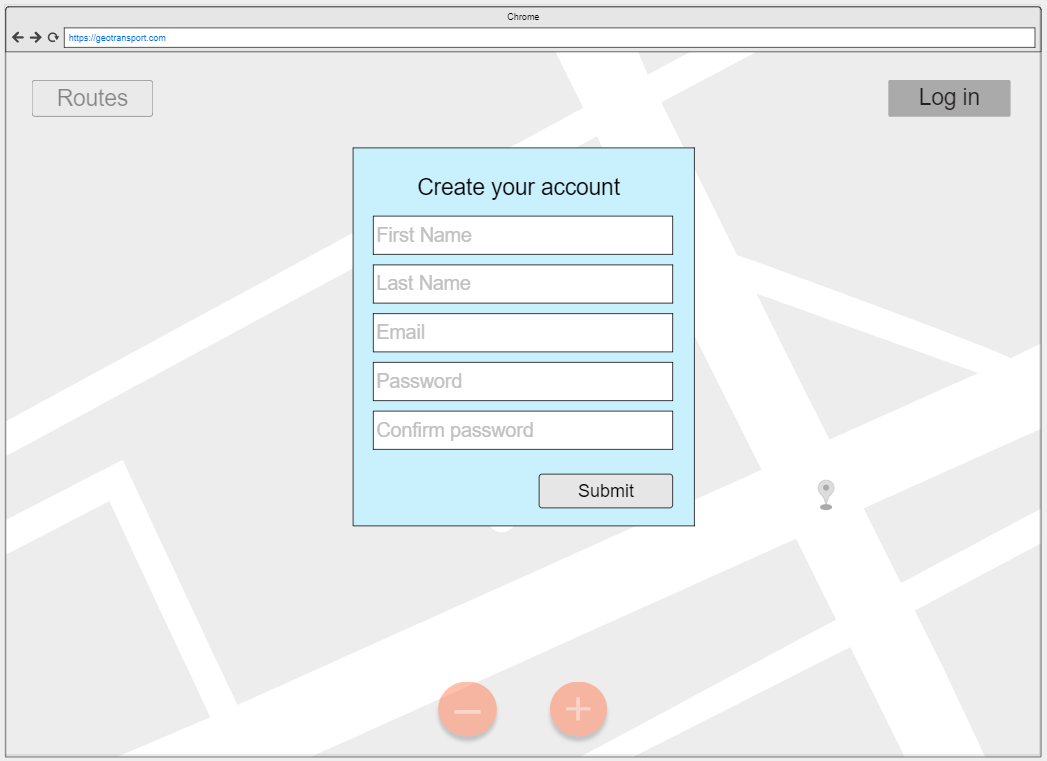 Chrome
https://geotransport.com
Routes
Log in
Create your account
First Name
Last Name
Email
Password
Confirm password
Submit